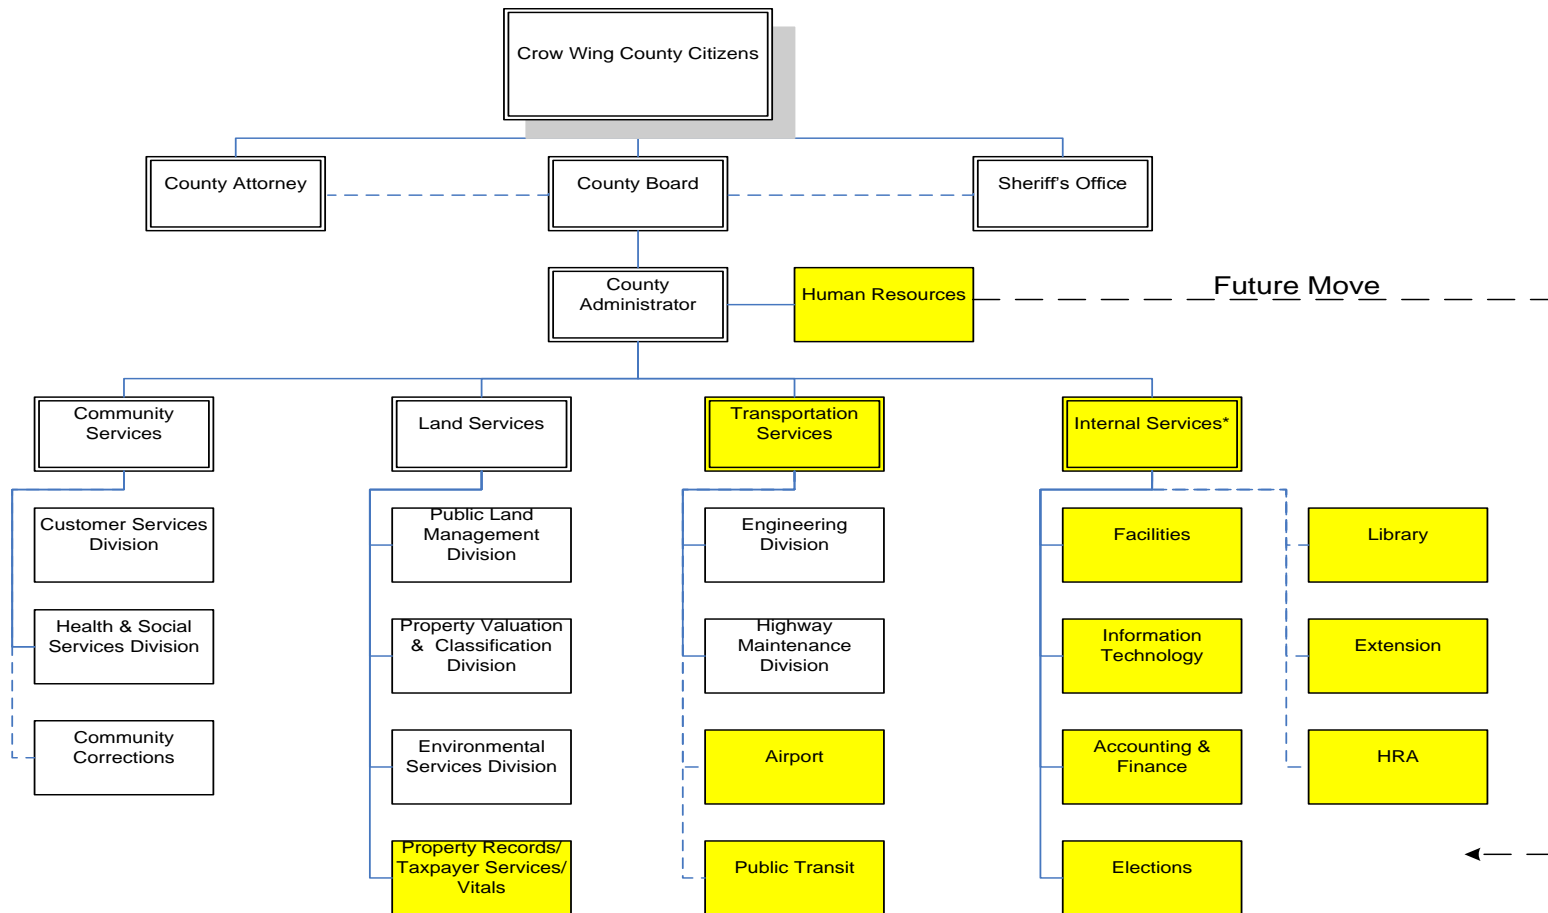 Crow Wing County Citizens
County Attorney
County Board
Sheriff's Office
County
Administrator
Human Resources
Future Move
Community
Services
Land Services
Transportation
Services
Internal Services*
Customer Services
Division
Public Land
Management
Division
Engineering
Division
Facilities
Library
Health & Social
Services Division
Property Valuation
& Classification
Division
Highway
Maintenance
Division
Information
Technology
Extension
Community
Corrections
Environmental
Services Division
Airport
Accounting &
Finance
HRA
Property Records/
Taxpayer Services/
Vitals
Public Transit
Elections